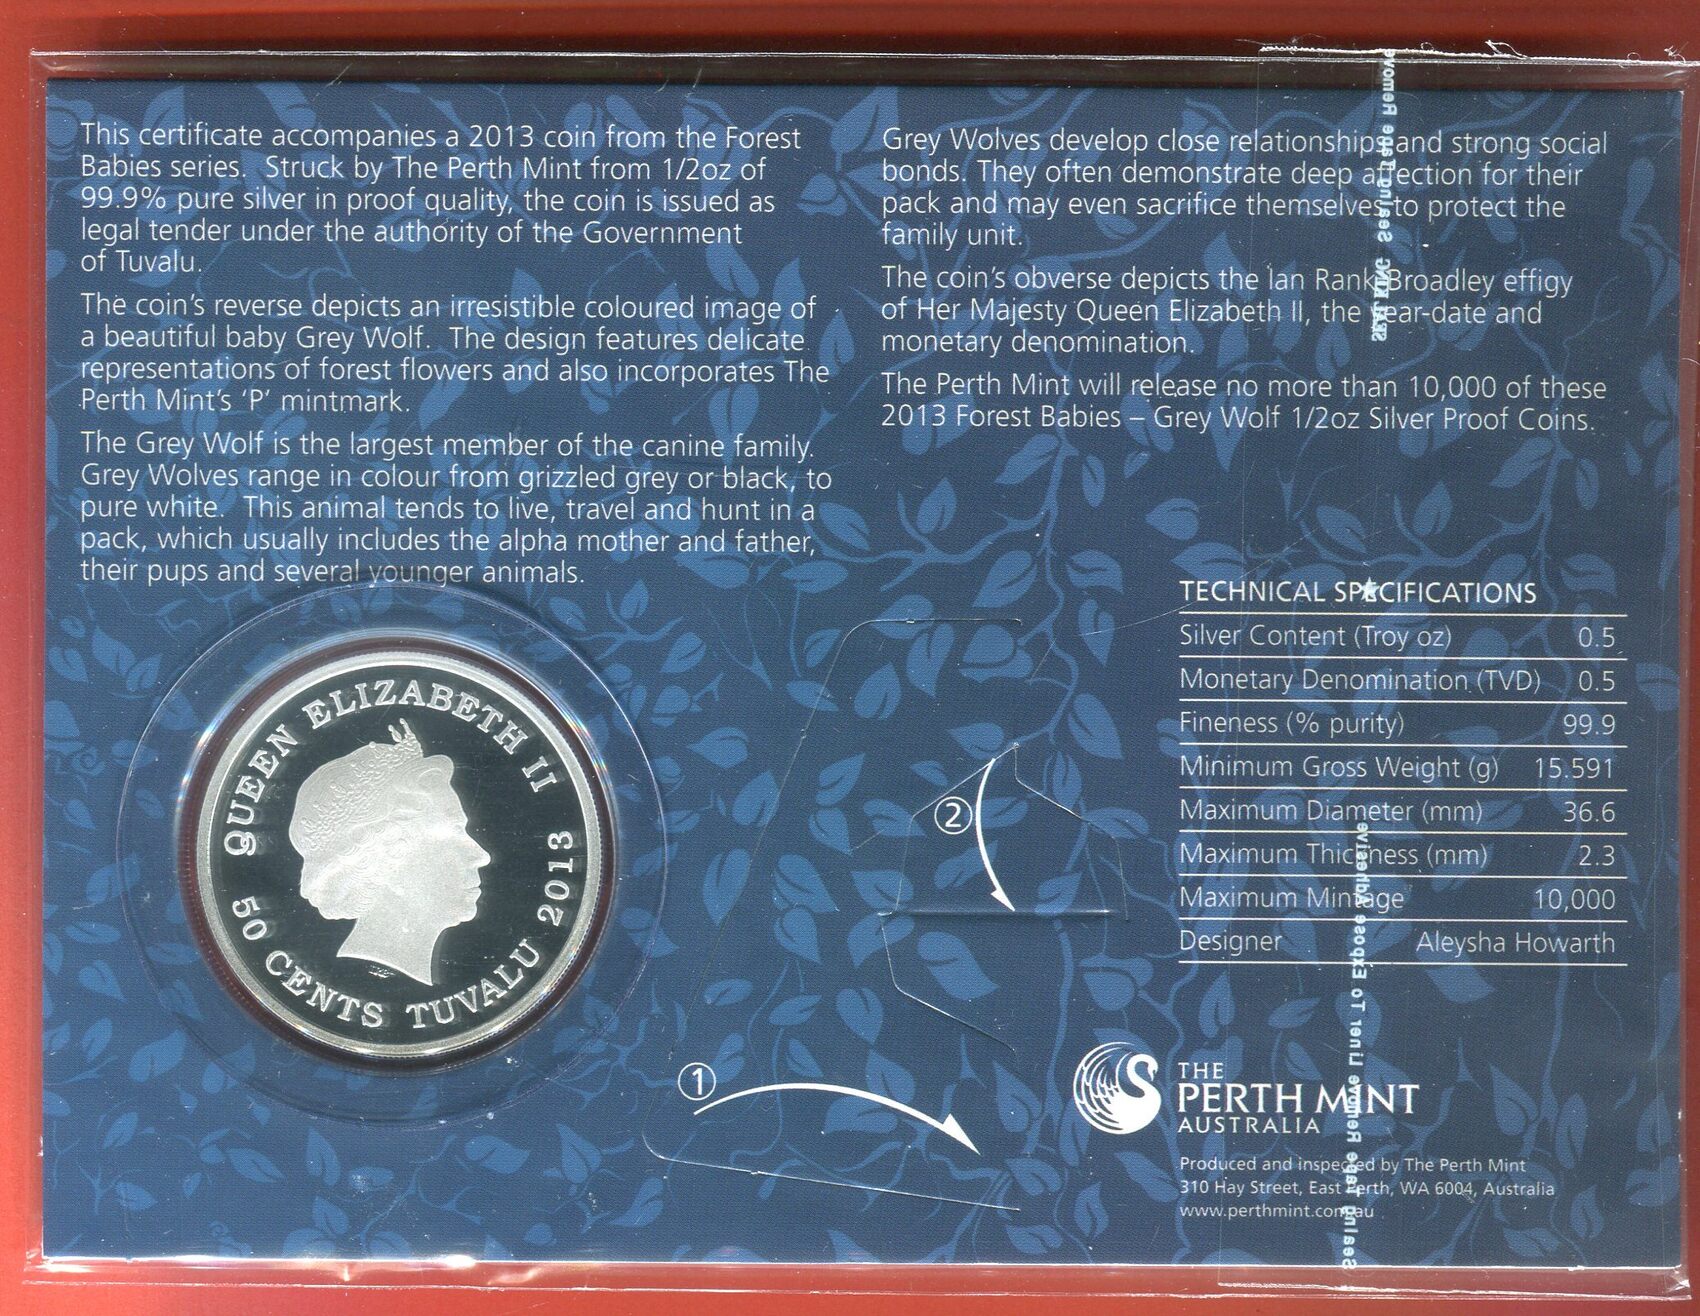 This certificate accompanies a 2013 coin from the Forest
Babies series. Struck by The Perth Mint from 1/2oz of
99.9% pure silver in proof quality, the coin is issued as
legal tender under the authority of the Government
of Tuvalu.
The coin's reverse depicts an irresistible coloured image of
a beautiful baby Grey Wolf. The design features delicate
representations of forest flowers and also incorporates The
Perth Mint's 'P' mintmark.
The Grey Wolf is the largest member of the canine family.
Grey Wolves range in colour from grizzled grey or black, to
pure white. This animal tends to live, travel and hunt in a
pack, which usually includes the alpha mother and father,
their pups and several younger animals.
Grey Wolves develop close relationships and strong social
bonds. They often demonstrate deep affection for their
pack and may even sacrifice themselves to protect the
family unit.
The coin's obverse depicts the Ian Rank-Broadley effigy
of Her Majesty Queen Elizabeth II, the year-date and
monetary denomination.
The Perth Mint will release no more than 10,000 of these
2013 Forest Babies – Grey Wolf 1/2oz Silver Proof Coins.
QUEEN ELIZABETH II
50 CENTS TUVALU 2013
IRB
1
2
TECHNICAL SPECIFICATIONS
Silver Content (Troy oz) 0.5
Monetary Denomination (TVD) 0.5
Fineness (% purity) 99.9
Minimum Gross Weight (g) 15.591
Maximum Diameter (mm) 36.6
Maximum Thickness (mm) 2.3
Maximum Mintage 10,000
Designer Aleysha Howarth
THE
PERTH MINT
AUSTRALIA
Produced and inspected by The Perth Mint
310 Hay Street, East Perth, WA 6004, Australia
www.perthmint.com.au
Sealing Tape Remove Liner To Expose Adhesive
SEAL KING Sealing Tape Remove